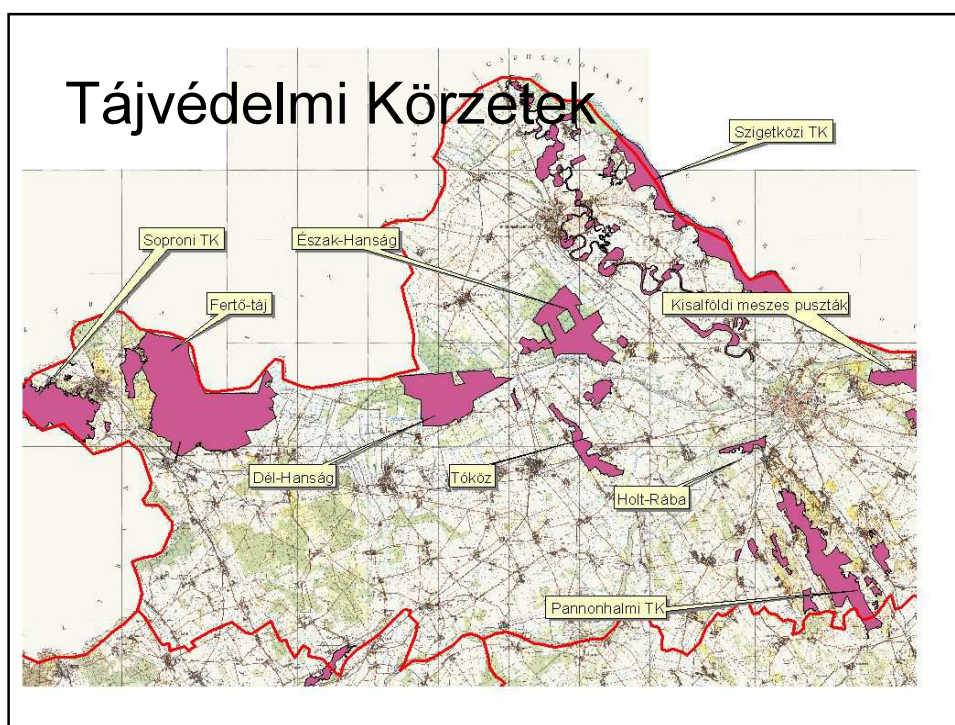 Tájvédelmi Körzetek
Szigetközi TK
Soproni TK
Észak-Hanság
Fertő-táj
Kisalföldi meszes puszták
Dél-Hanság
Tóköz
Holt-Rába
Pannonhalmi TK